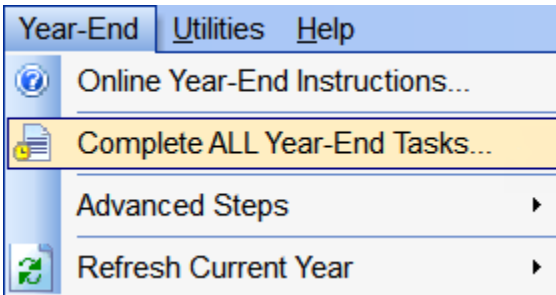 Year-End Utilities Help
Online Year-End Instructions...
Complete ALL Year-End Tasks...
Advanced Steps
Refresh Current Year